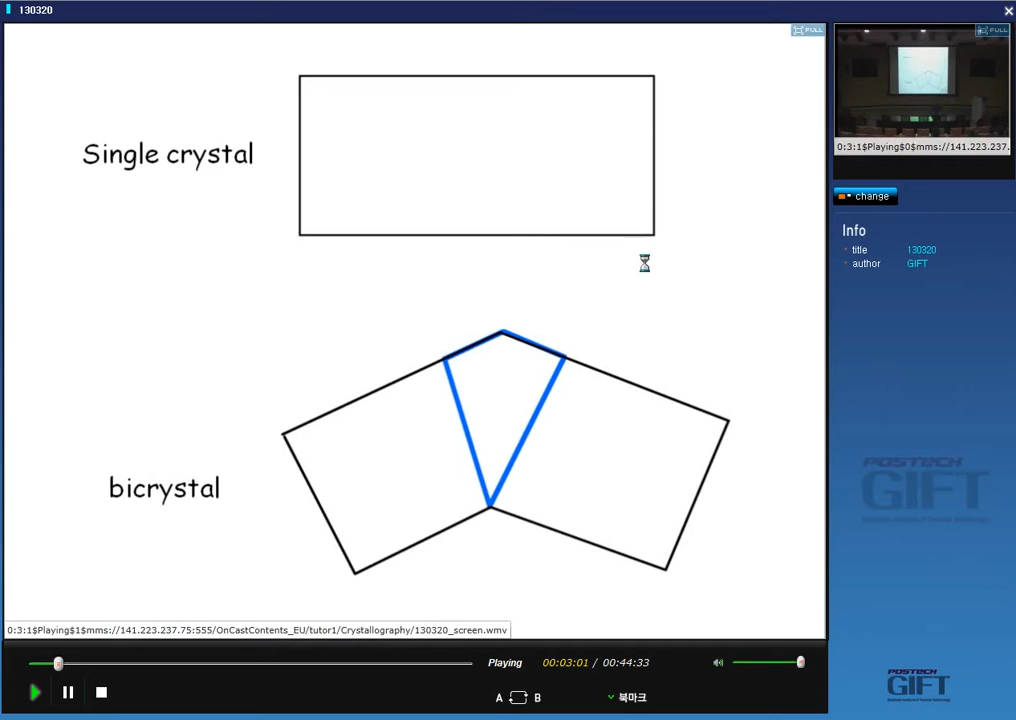 130320
FULL
Single crystal
bicrystal
0:3:1$Playing$1$mms://141.223.237.75:555/OnCastContents_EU/tutor1/Crystallography/130320_screen.wmv
FULL
0:3:1$Playing$0$mms://141.223.237.
change
Info
title 130320
author GIFT
POSTECH
GIFT
Playing 00:03:01 / 00:44:33
A B 북마크
POSTECH
GIFT